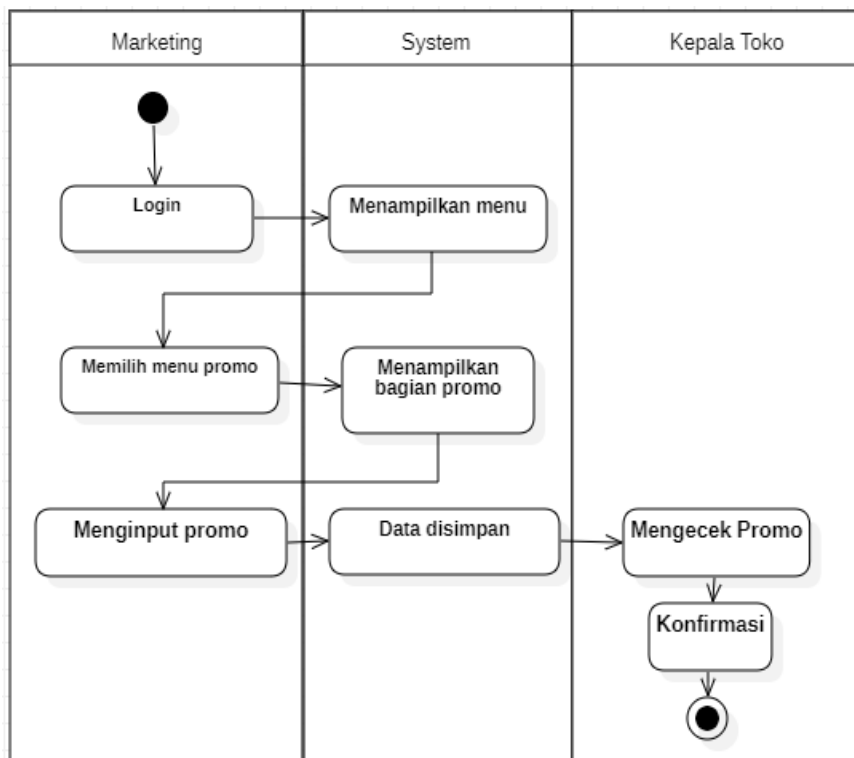 Marketing
System
Kepala Toko
Login
Menampilkan menu
Memilih menu promo
Menampilkan
bagian promo
Menginput promo
Data disimpan
Mengecek Promo
Konfirmasi